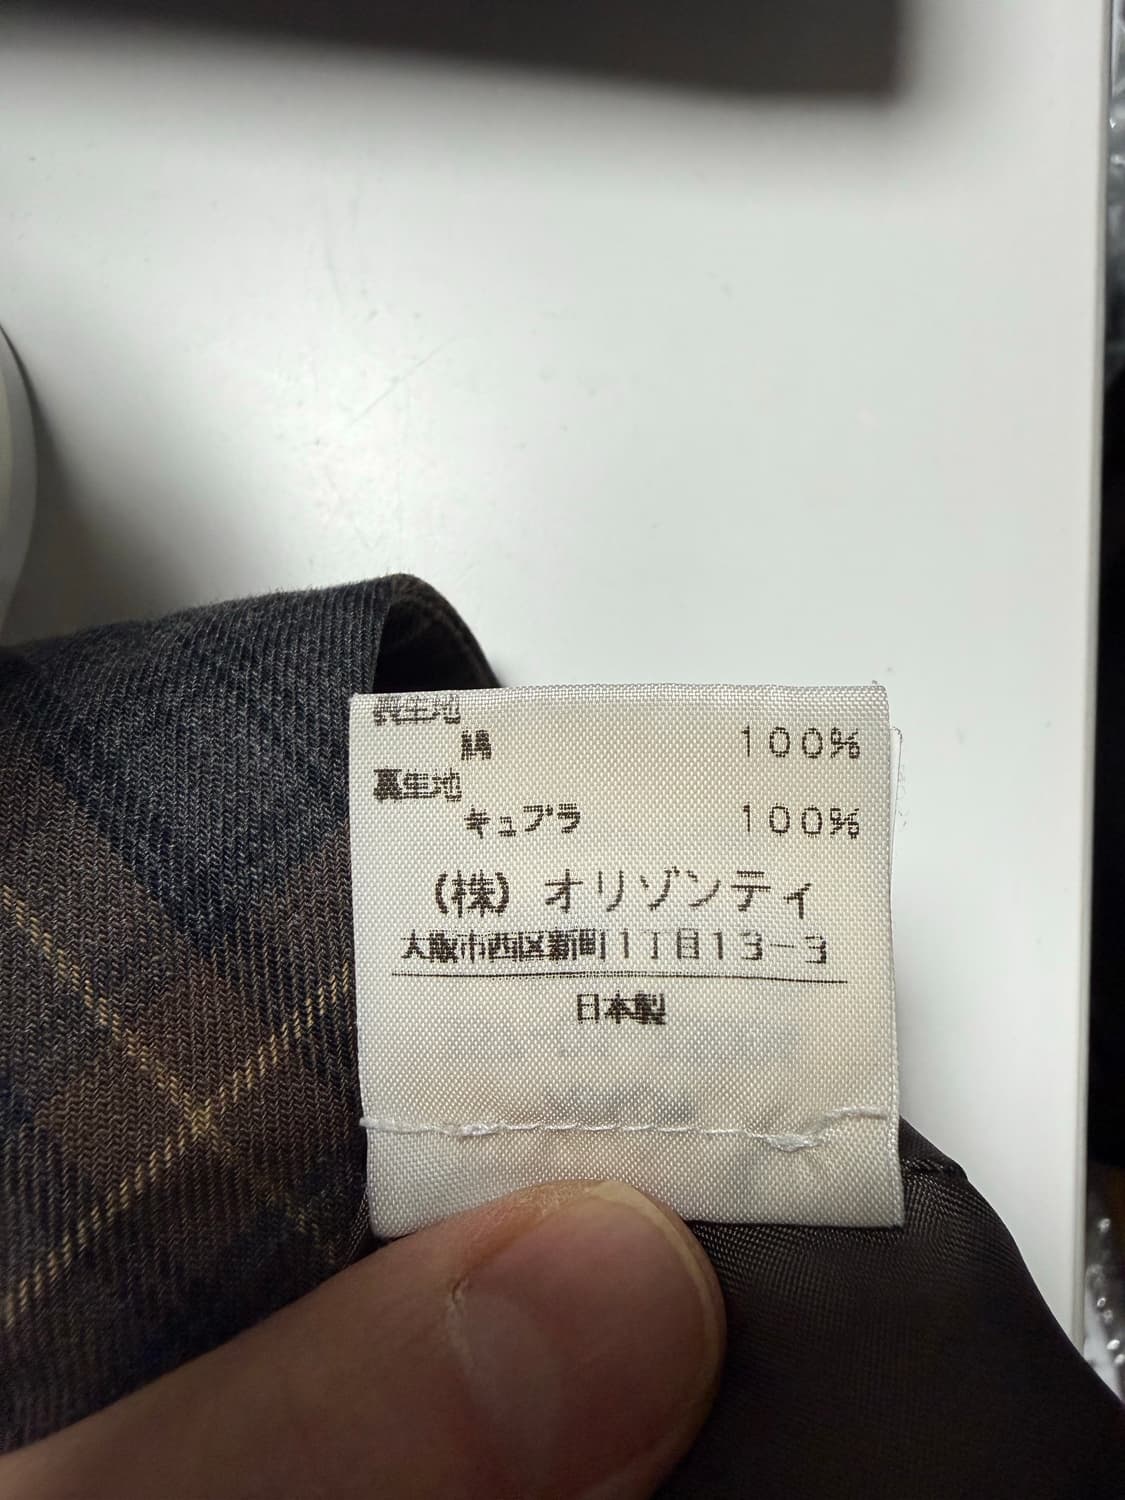 表生地
綿 100%
裏生地
キュプラ 100%
(株) オリゾンティ
大阪市西区新町1丁目13-3
日本製